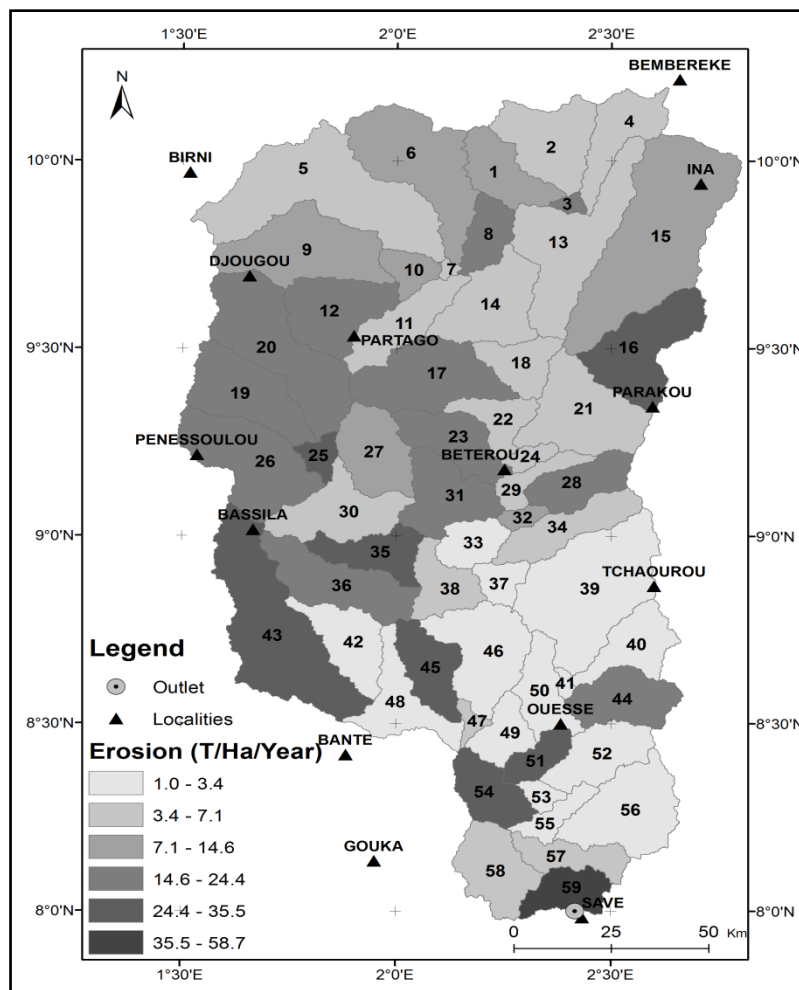 1°30'E 2°0'E 2°30'E
BEMBEREKE
N
4
2
10°0'N BIRNI 6 10°0'N
5 1 INA
3
8 15
9 13
7
DJOUGOU 10
12 14
11
PARTAGO
9°30'N 20 16 9°30'N
17 18
19 PARAKOU
22 21
PENESSOULOU 23
27 BETEROU 24
26 25
29 28
31
30 32
BASSILA 34
9°0'N 33 9°0'N
35
TCHAOUROU
36 38 37 39
43 42 46 40
Legend
45 41
Outlet 50 44
48 OUESSE
Localities 47
8°30'N 49 8°30'N
BANTE 51 52
Erosion (T/Ha/Year)
1.0 - 3.4 54 53
56
3.4 - 7.1 55
7.1 - 14.6 GOUKA 57
58
14.6 - 24.4 59
SAVE
24.4 - 35.5
8°0'N 8°0'N
35.5 - 58.7 0 25 50 Km
1°30'E 2°0'E 2°30'E